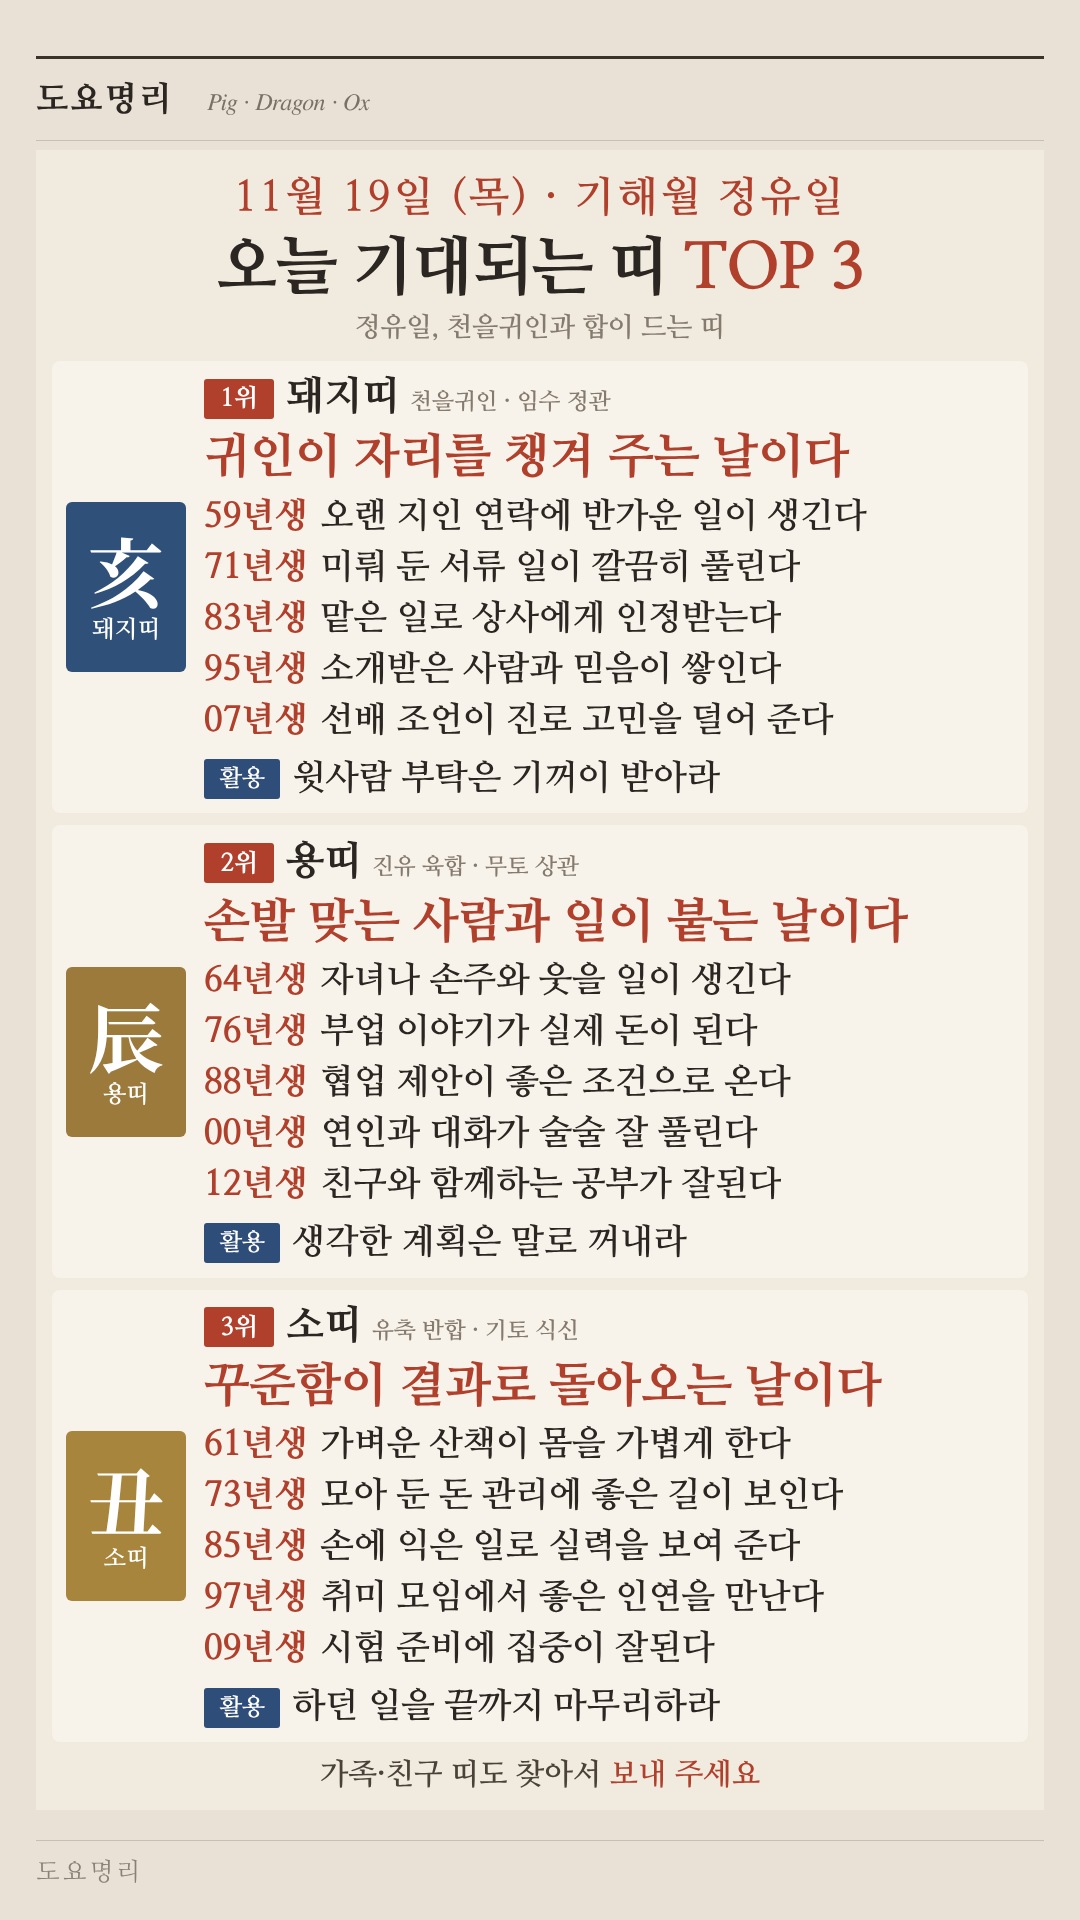 도요명리 Pig · Dragon · Ox
11월 19일 (목) · 기해월 정유일
오늘 기대되는 띠 TOP 3
정유일, 천을귀인과 합이 드는 띠
1위 돼지띠 천을귀인 · 임수 정관
귀인이 자리를 챙겨 주는 날이다
亥
돼지띠
59년생 오랜 지인 연락에 반가운 일이 생긴다
71년생 미뤄 둔 서류 일이 깔끔히 풀린다
83년생 맡은 일로 상사에게 인정받는다
95년생 소개받은 사람과 믿음이 쌓인다
07년생 선배 조언이 진로 고민을 덜어 준다
활용 윗사람 부탁은 기꺼이 받아라
2위 용띠 진유 육합 · 무토 상관
손발 맞는 사람과 일이 붙는 날이다
辰
용띠
64년생 자녀나 손주와 웃을 일이 생긴다
76년생 부업 이야기가 실제 돈이 된다
88년생 협업 제안이 좋은 조건으로 온다
00년생 연인과 대화가 술술 잘 풀린다
12년생 친구와 함께하는 공부가 잘된다
활용 생각한 계획은 말로 꺼내라
3위 소띠 유축 반합 · 기토 식신
꾸준함이 결과로 돌아오는 날이다
丑
소띠
61년생 가벼운 산책이 몸을 가볍게 한다
73년생 모아 둔 돈 관리에 좋은 길이 보인다
85년생 손에 익은 일로 실력을 보여 준다
97년생 취미 모임에서 좋은 인연을 만난다
09년생 시험 준비에 집중이 잘된다
활용 하던 일을 끝까지 마무리하라
가족·친구 띠도 찾아서 보내 주세요
도요명리